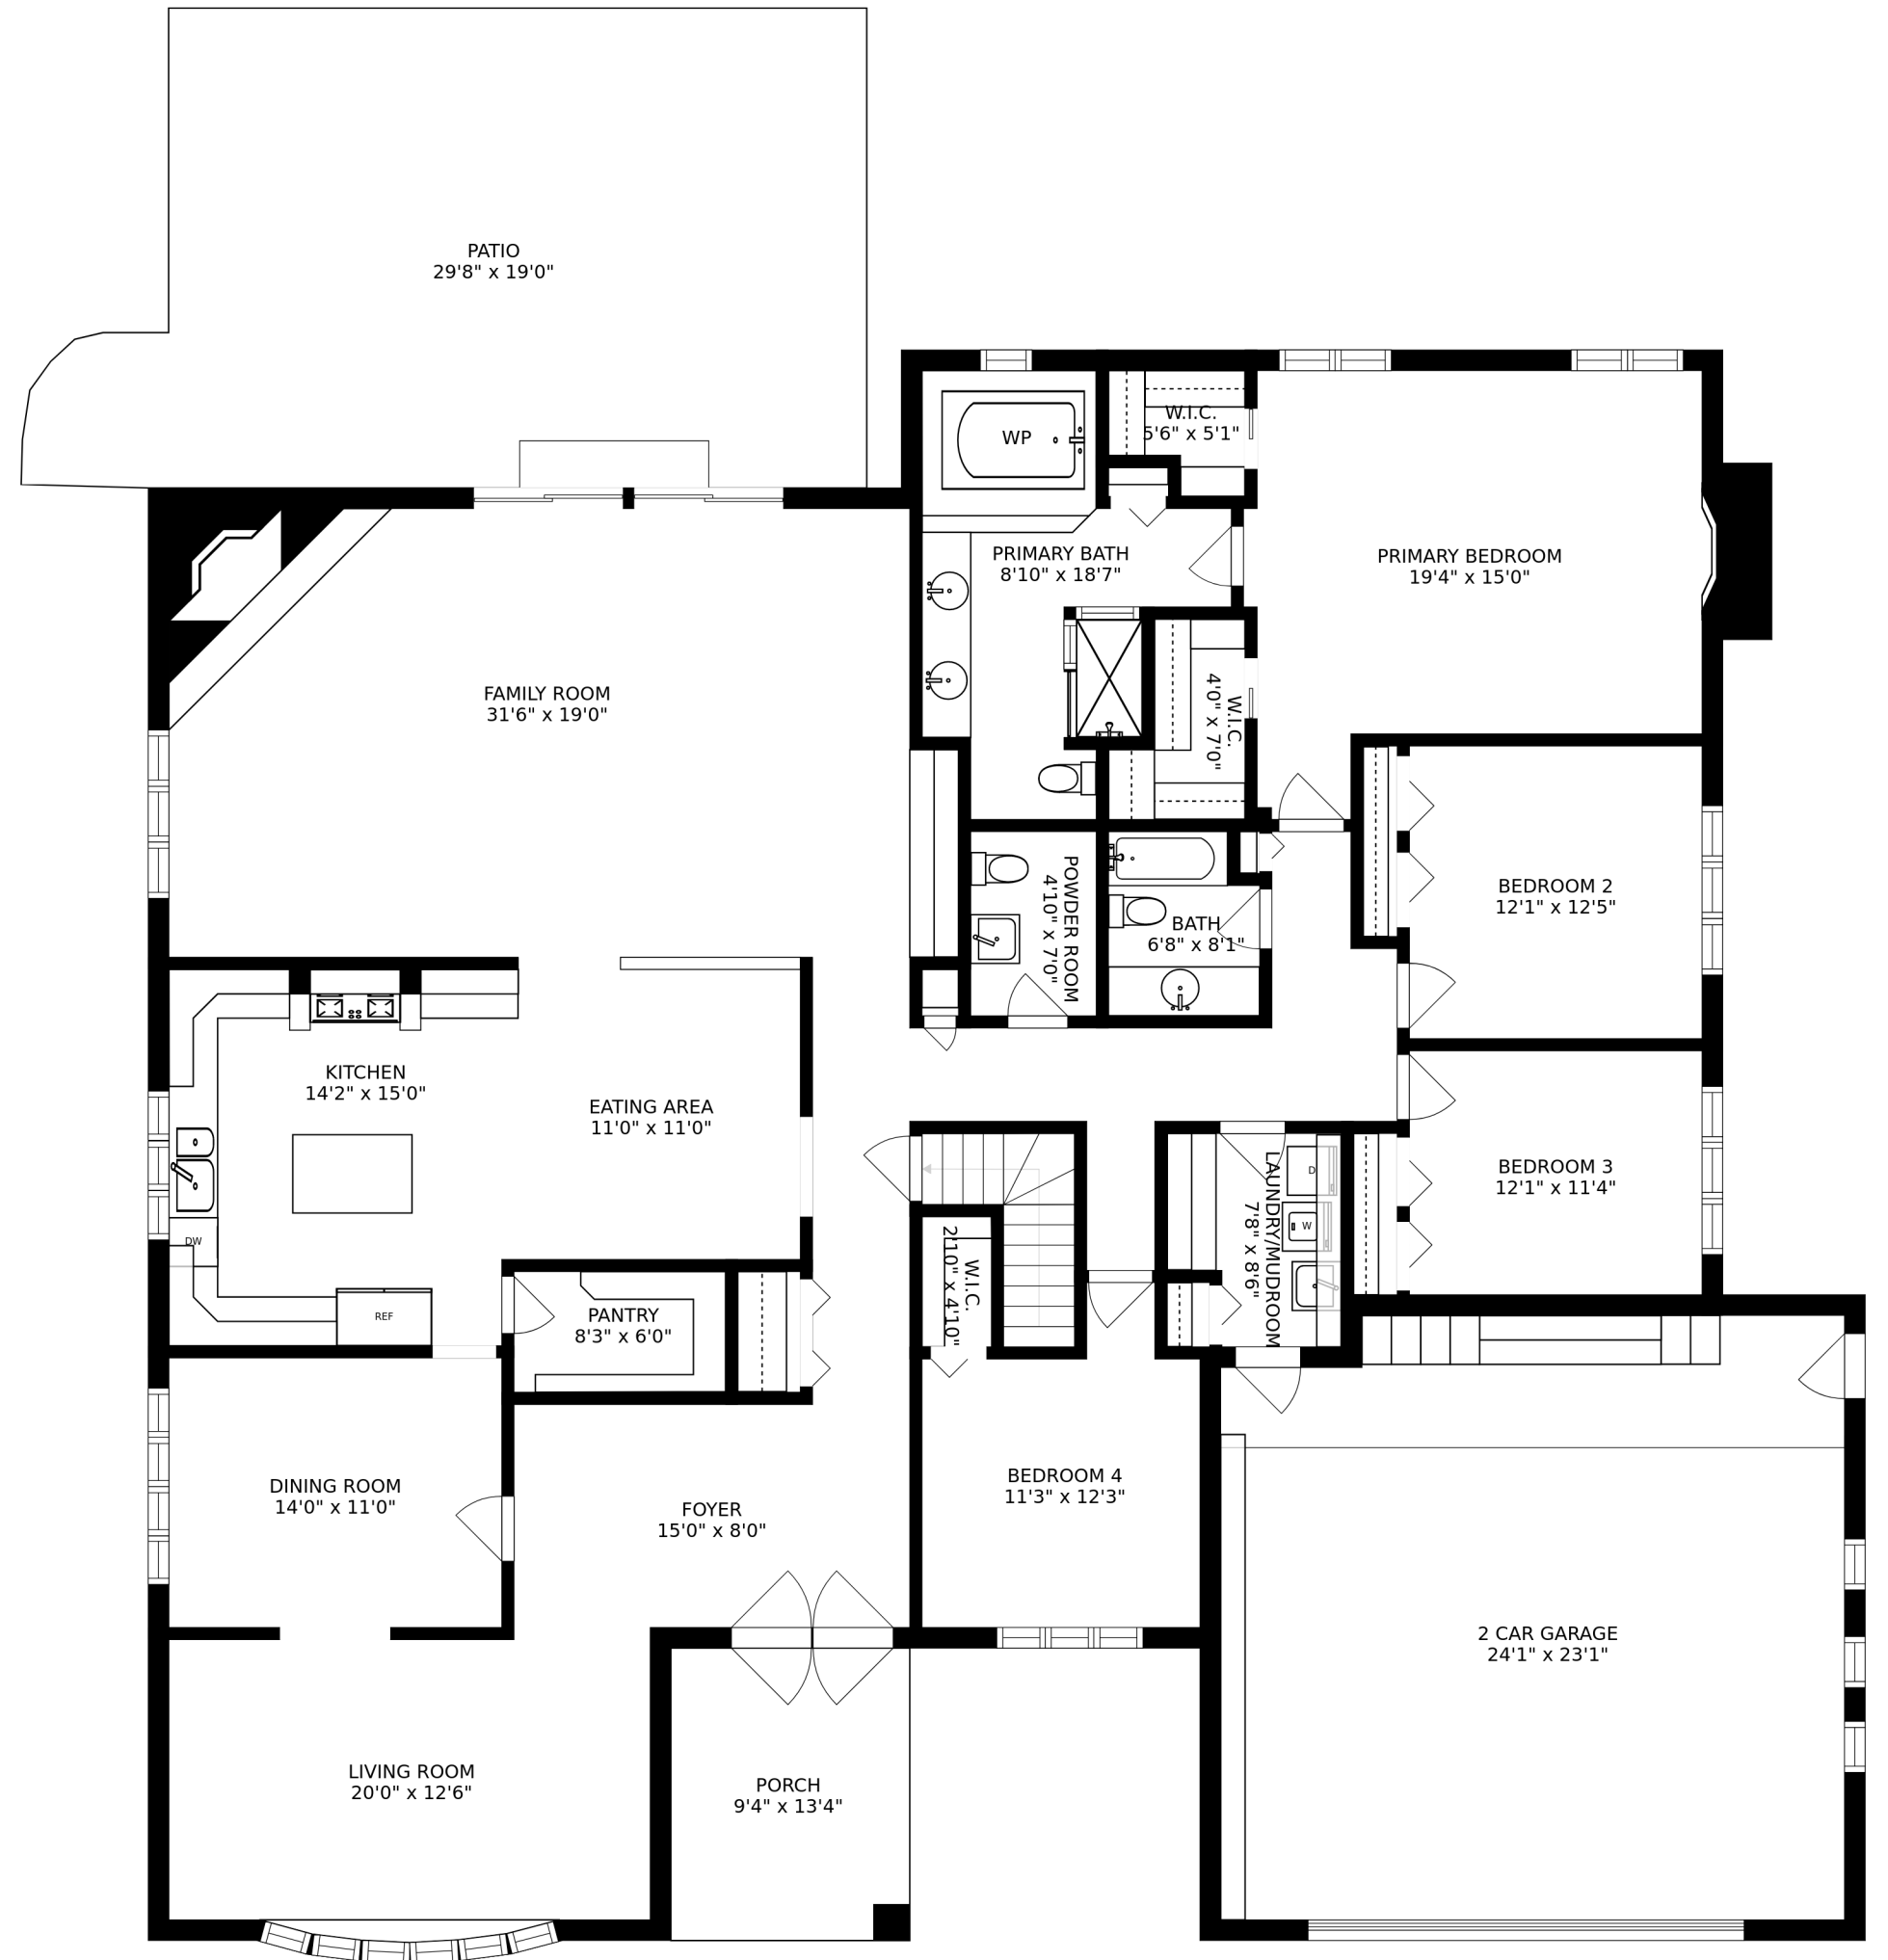 PATIO
29'8" x 19'0"
W.I.C.
5'6" x 5'1"
WP
PRIMARY BATH
8'10" x 18'7"
PRIMARY BEDROOM
19'4" x 15'0"
FAMILY ROOM
31'6" x 19'0"
W.I.C.
4'0" x 7'0"
POWDER ROOM
4'10" x 7'0"
BATH
6'8" x 8'1"
BEDROOM 2
12'1" x 12'5"
KITCHEN
14'2" x 15'0"
EATING AREA
11'0" x 11'0"
LAUNDRY/MUDROOM
7'8" x 8'6"
D
W
BEDROOM 3
12'1" x 11'4"
DW
W.I.C.
2'10" x 4'10"
REF
PANTRY
8'3" x 6'0"
DINING ROOM
14'0" x 11'0"
FOYER
15'0" x 8'0"
BEDROOM 4
11'3" x 12'3"
2 CAR GARAGE
24'1" x 23'1"
LIVING ROOM
20'0" x 12'6"
PORCH
9'4" x 13'4"